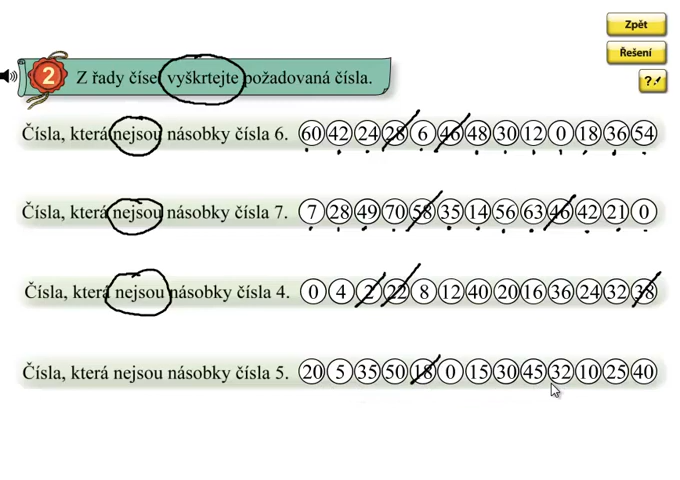 Zpět
Řešení
?
2 Z řady čísel vyškrtejte požadovaná čísla.
Čísla, která nejsou násobky čísla 6. 60 42 24 28 6 46 48 30 12 0 18 36 54
Čísla, která nejsou násobky čísla 7. 7 28 49 70 58 35 14 56 63 46 42 21 0
Čísla, která nejsou násobky čísla 4. 0 4 2 22 8 12 40 20 16 36 24 32 38
Čísla, která nejsou násobky čísla 5. 20 5 35 50 18 0 15 30 45 32 10 25 40